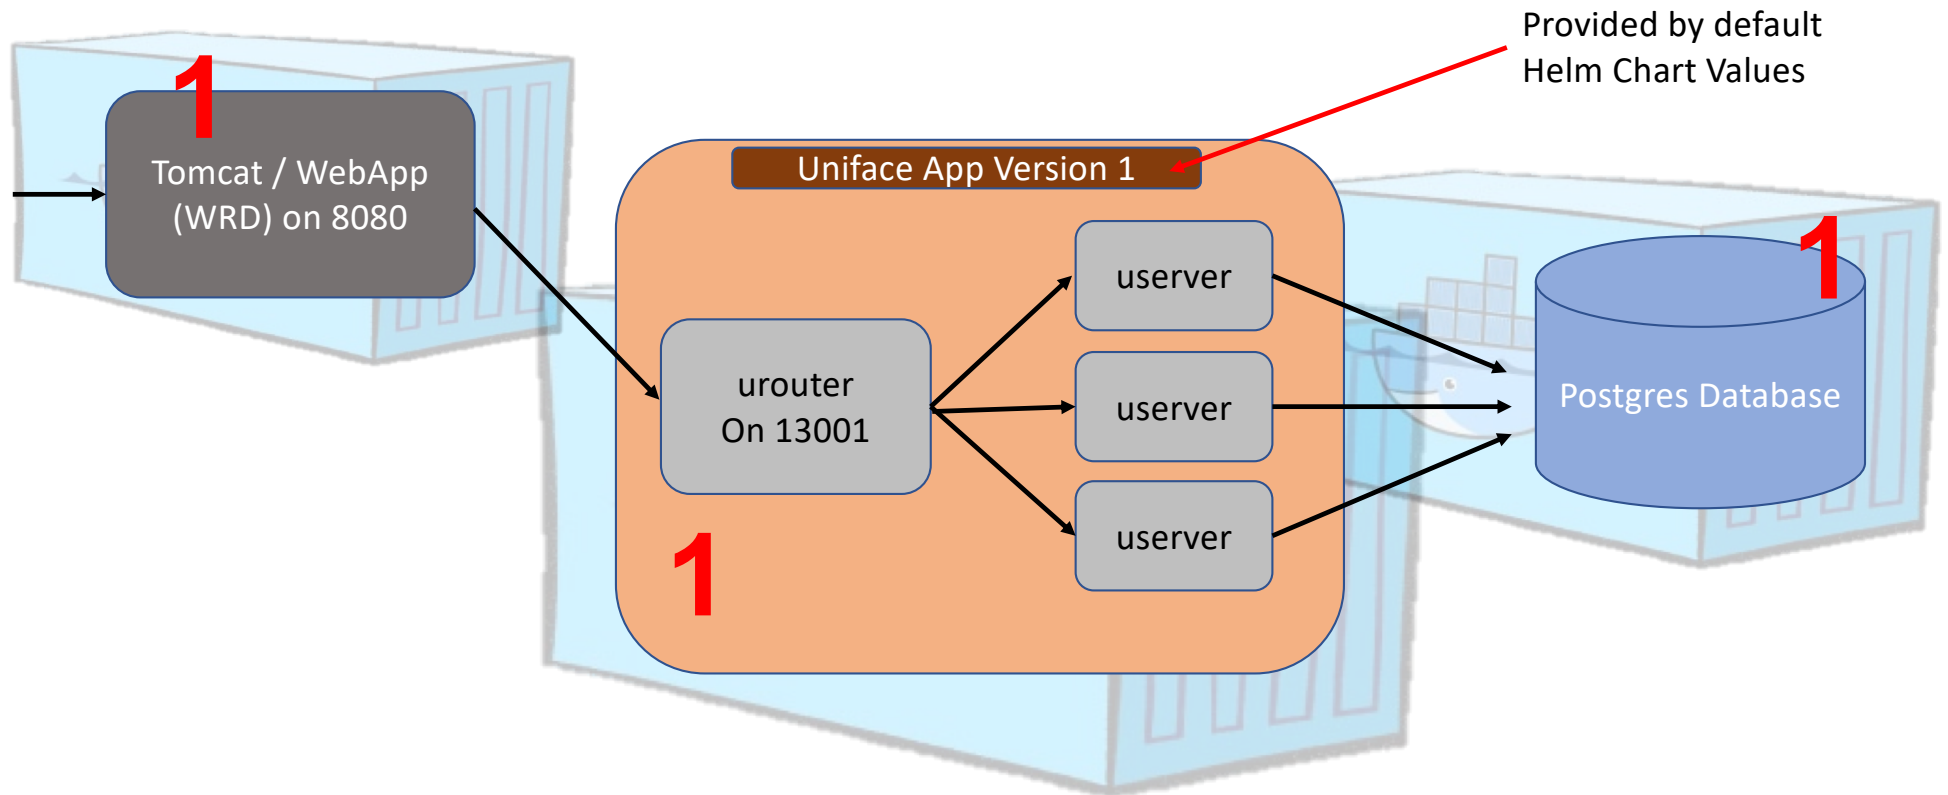 Provided by default
Helm Chart Values
1
Tomcat / WebApp
(WRD) on 8080
Uniface App Version 1
userver
1
urouter
On 13001
userver
Postgres Database
userver
1